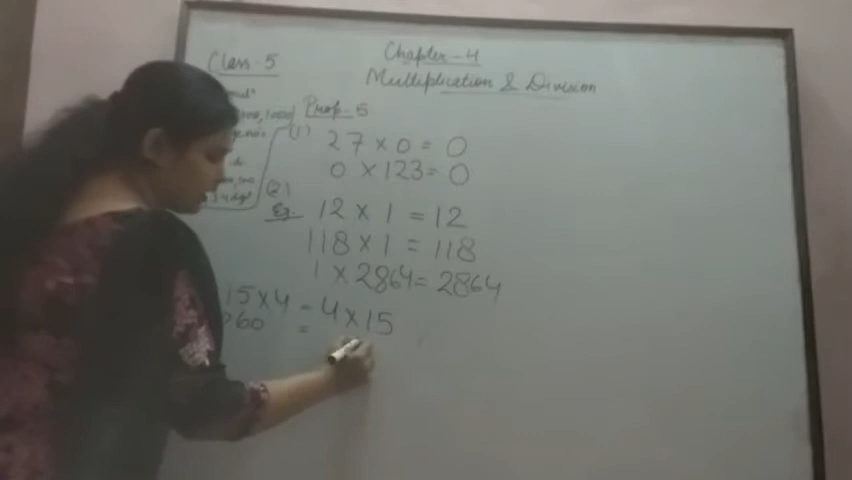 Class-5
Chapter-4
Multiplication & Division
Prop-5
(1) 27 × 0 = 0
0 × 123 = 0
(2)
Eg. 12 × 1 = 12
118 × 1 = 118
1 × 2864 = 2864
15 × 4 = 4 × 15
60 =